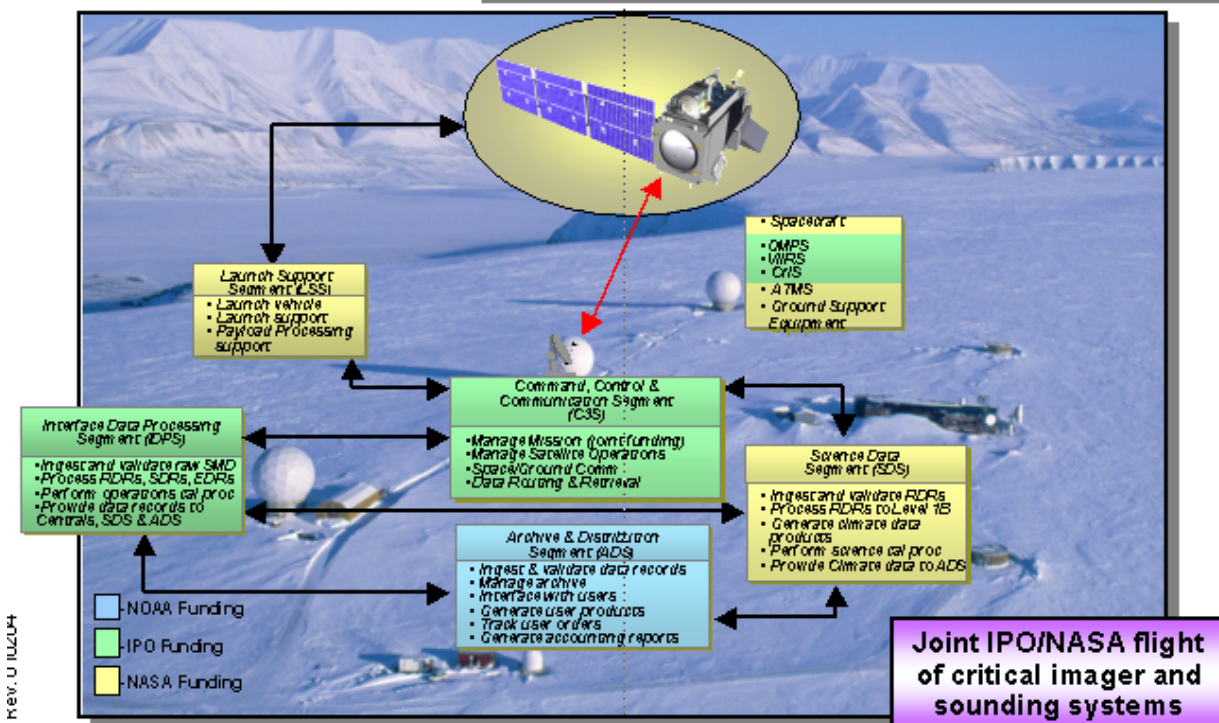 • Spacecraft
• OMPS
• VIIRS
• CrIS
• ATMS
• Ground Support
Equipment
Launch Support
Segment (LSS)
• Launch vehicle
• Launch support
• Payload Processing
support
Command, Control &
Communication Segment
(C3S)
•Manage Mission (joint funding)
•Manage Satellite Operations
•Space/Ground Comm
•Data Routing & Retrieval
Interface Data Processing
Segment (IDPS)
•Ingest and validate raw SMD
•Process RDRs, SDRs, EDRs
•Perform operations cal proc
•Provide data records to
Centrals, SDS & ADS
Science Data
Segment (SDS)
• Ingest and validate RDRs
• Process RDRs to Level 1B
• Generate climate data
products
• Perform science cal proc
• Provide Climate data to ADS
Archive & Distribution
Segment (ADS)
• Ingest & validate data records
• Manage archive
• Interface with users
• Generate user products
• Track user orders
• Generate accounting reports
-NOAA Funding
-IPO Funding
-NASA Funding
Joint IPO/NASA flight
of critical imager and
sounding systems
Rev.